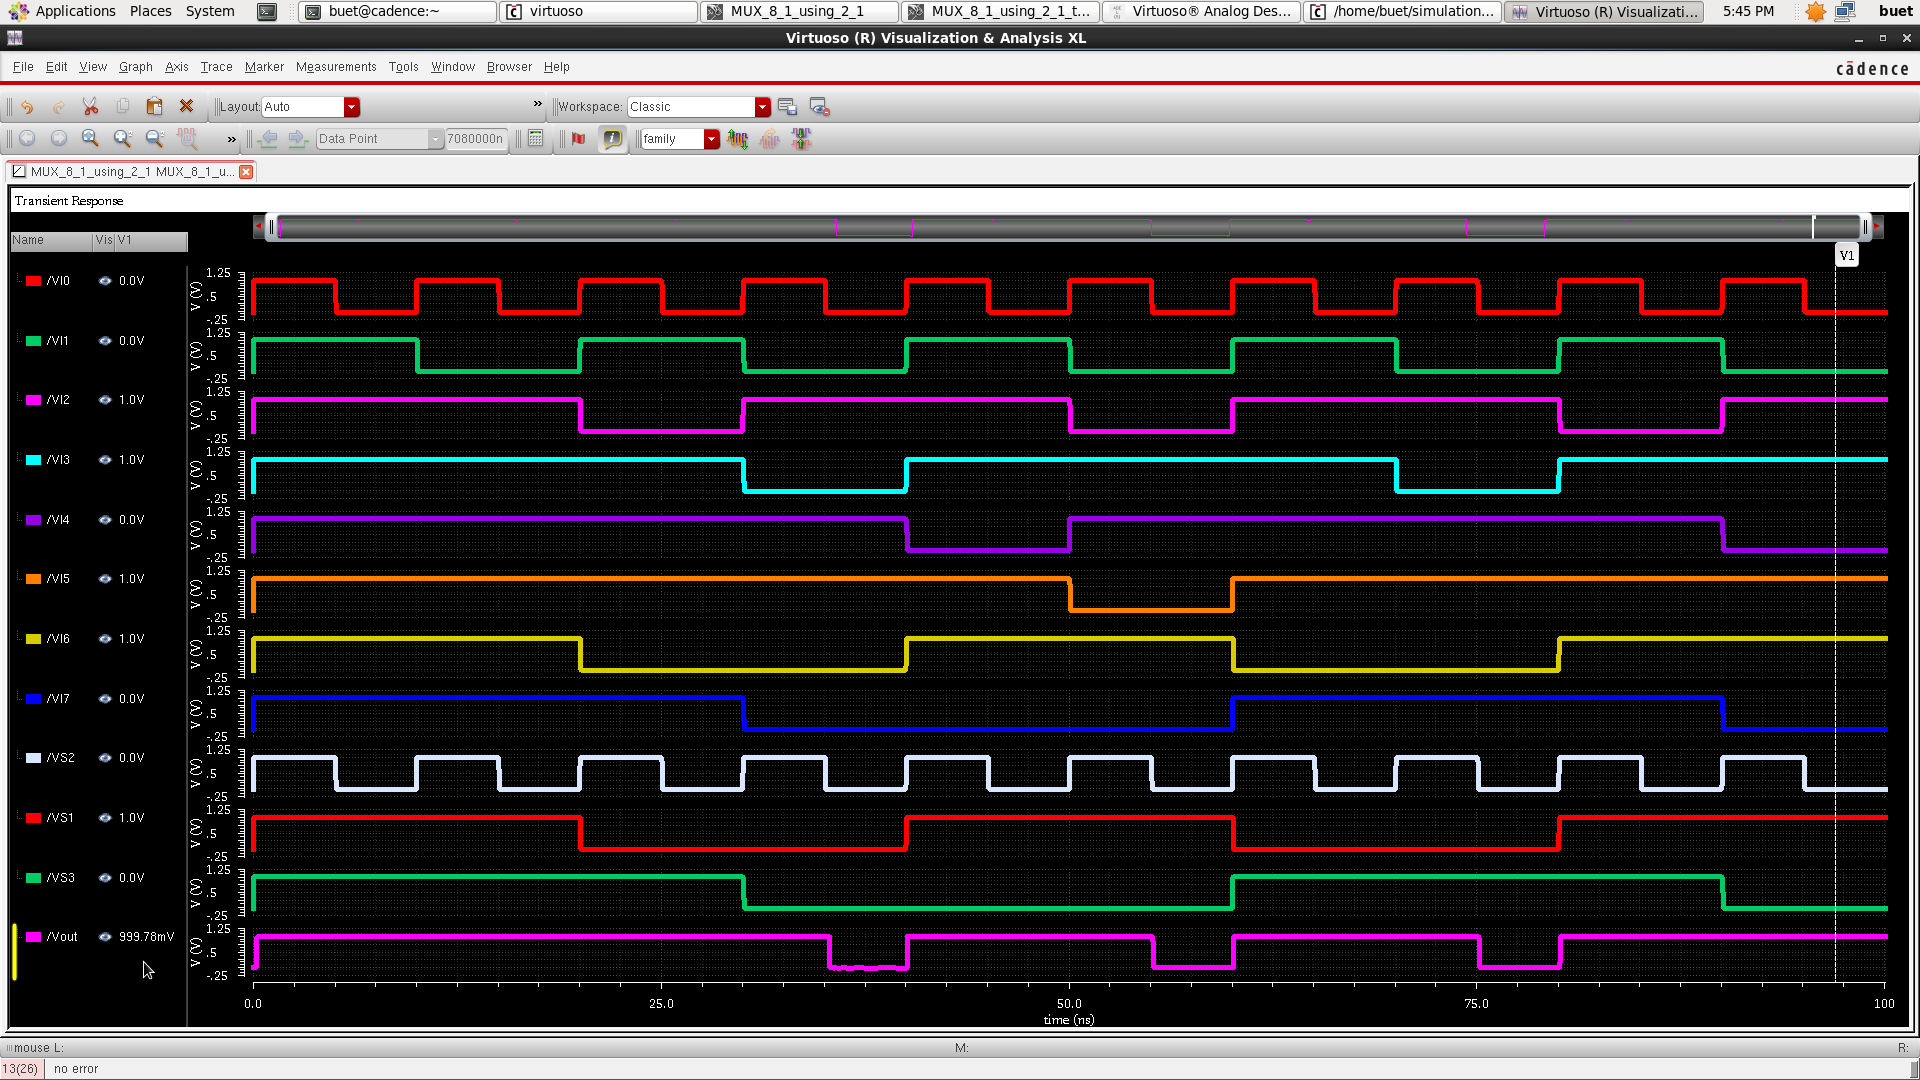 Applications Places System buet@cadence:~ virtuoso MUX_8_1_using_2_1 MUX_8_1_using_2_1_t... Virtuoso® Analog Des... /home/buet/simulation... Virtuoso (R) Visualizati... 5:45 PM buet
Virtuoso (R) Visualization & Analysis XL
File Edit View Graph Axis Trace Marker Measurements Tools Window Browser Help cādence
Layout: Auto » Workspace: Classic
» Data Point 7080000n family
MUX_8_1_using_2_1 MUX_8_1_u...
Transient Response
Name Vis V1
V1
/VI0 0.0V V (V) 1.25 .5 -.25
/VI1 0.0V V (V) 1.25 .5 -.25
/VI2 1.0V V (V) 1.25 .5 -.25
/VI3 1.0V V (V) 1.25 .5 -.25
/VI4 0.0V V (V) 1.25 .5 -.25
/VI5 1.0V V (V) 1.25 .5 -.25
/VI6 1.0V V (V) 1.25 .5 -.25
/VI7 0.0V V (V) 1.25 .5 -.25
/VS2 0.0V V (V) 1.25 .5 -.25
/VS1 1.0V V (V) 1.25 .5 -.25
/VS3 0.0V V (V) 1.25 .5 -.25
/Vout 999.78mV V (V) 1.25 .5 -.25
0.0 25.0 50.0 75.0 100
time (ns)
mouse L: M: R:
13(26) no error